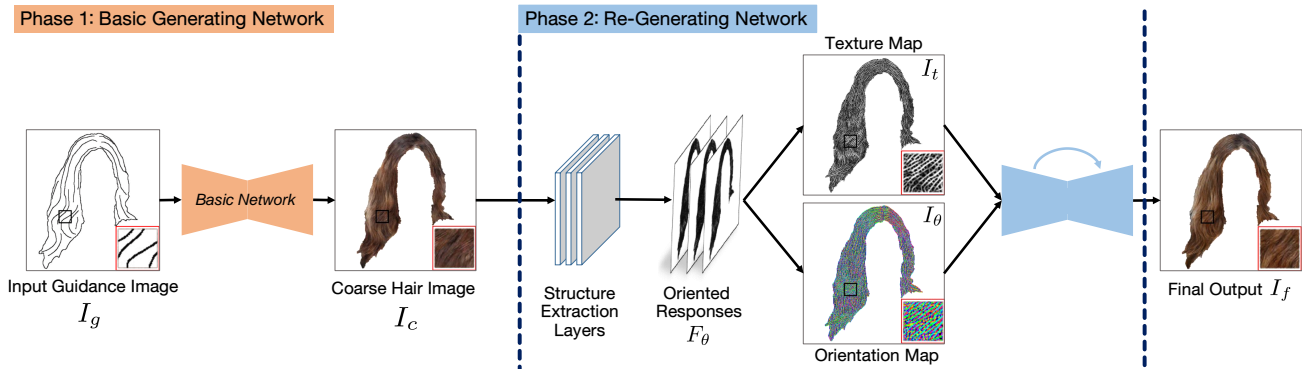 Phase 1: Basic Generating Network
Phase 2: Re-Generating Network
Input Guidance Image
I_g
Basic Network
Coarse Hair Image
I_c
Structure
Extraction
Layers
Oriented
Responses
F_θ
Texture Map
I_t
I_θ
Orientation Map
Final Output I_f